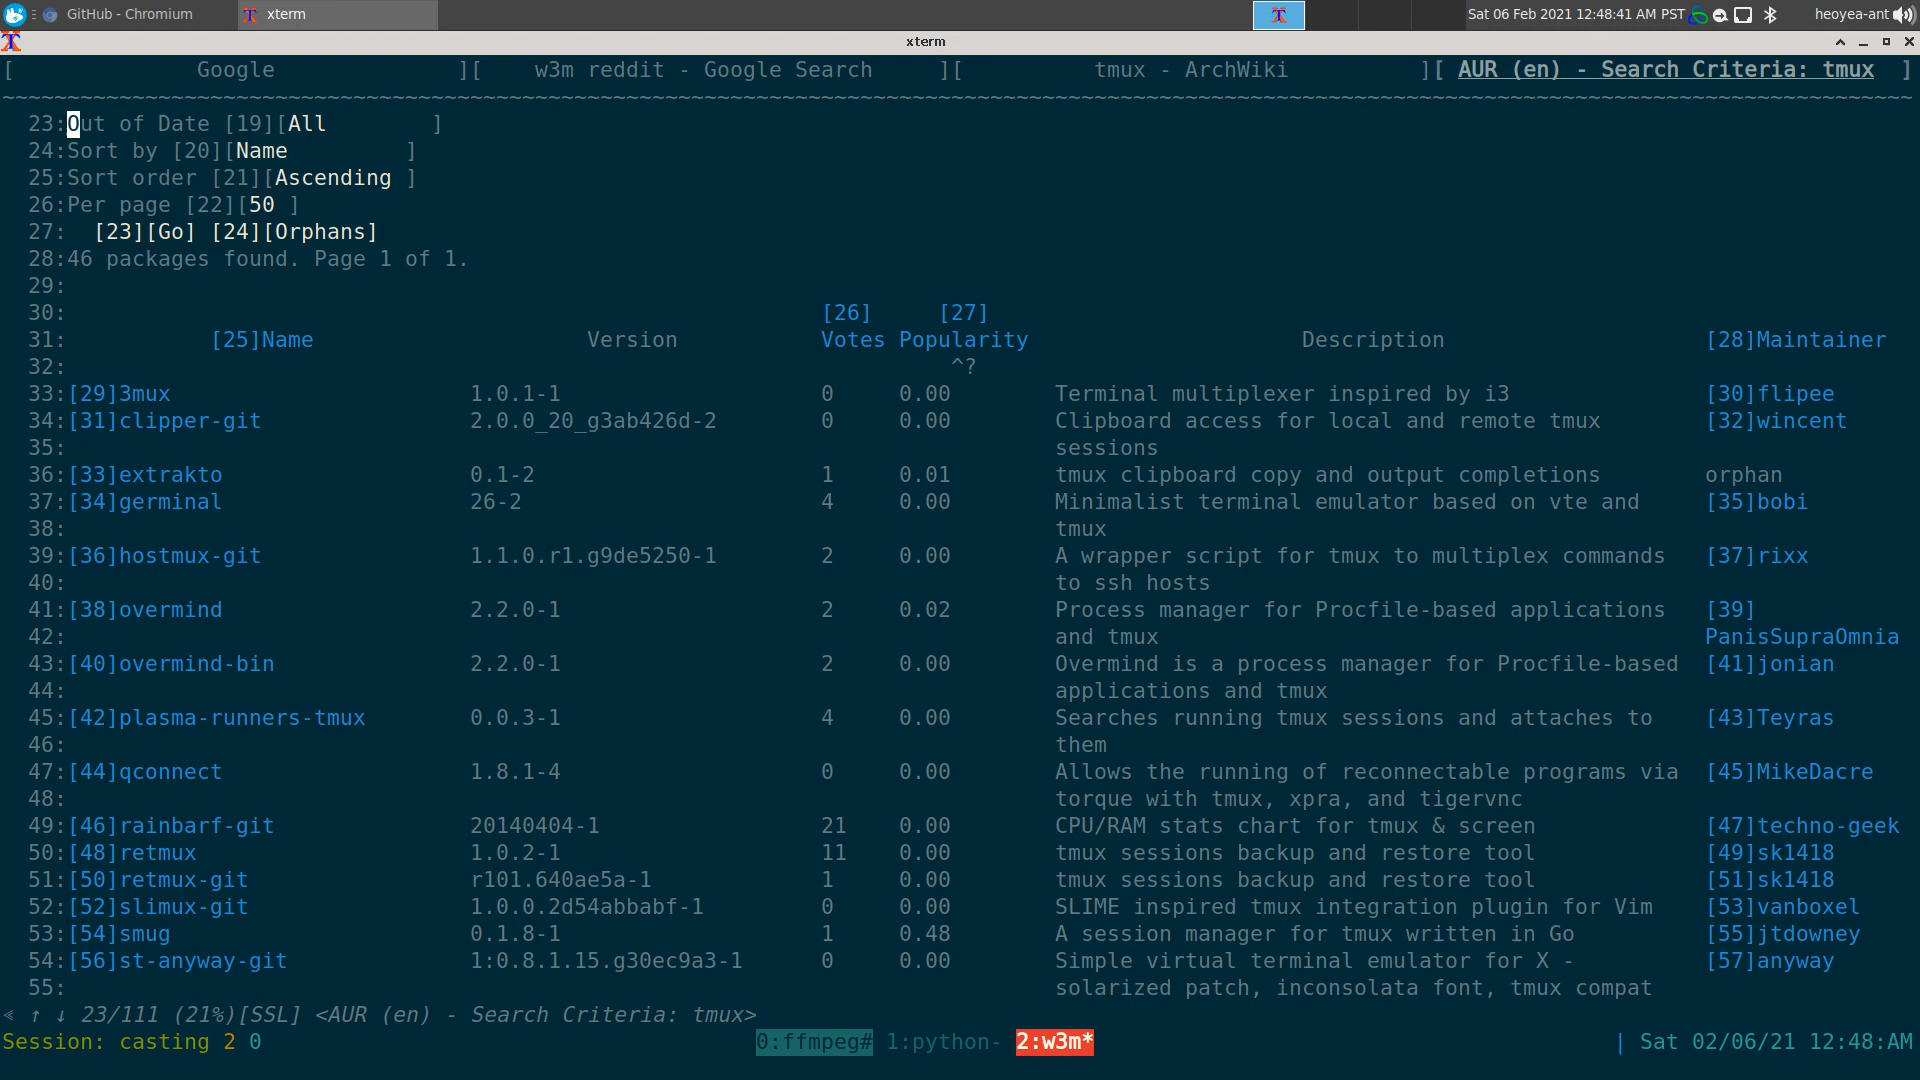 GitHub - Chromium xterm Sat 06 Feb 2021 12:48:41 AM PST heoyea-ant
xterm
[ Google ][ w3m reddit - Google Search ][ tmux - ArchWiki ][ AUR (en) - Search Criteria: tmux ]
23:Out of Date [19][All ]
24:Sort by [20][Name ]
25:Sort order [21][Ascending ]
26:Per page [22][50 ]
27: [23][Go] [24][Orphans]
28:46 packages found. Page 1 of 1.
29:
30: [26] [27]
31: [25]Name Version Votes Popularity Description [28]Maintainer
32: ^?
33:[29]3mux 1.0.1-1 0 0.00 Terminal multiplexer inspired by i3 [30]flipee
34:[31]clipper-git 2.0.0_20_g3ab426d-2 0 0.00 Clipboard access for local and remote tmux [32]wincent
35: sessions
36:[33]extrakto 0.1-2 1 0.01 tmux clipboard copy and output completions orphan
37:[34]germinal 26-2 4 0.00 Minimalist terminal emulator based on vte and [35]bobi
38: tmux
39:[36]hostmux-git 1.1.0.r1.g9de5250-1 2 0.00 A wrapper script for tmux to multiplex commands [37]rixx
40: to ssh hosts
41:[38]overmind 2.2.0-1 2 0.02 Process manager for Procfile-based applications [39]
42: and tmux PanisSupraOmnia
43:[40]overmind-bin 2.2.0-1 2 0.00 Overmind is a process manager for Procfile-based [41]jonian
44: applications and tmux
45:[42]plasma-runners-tmux 0.0.3-1 4 0.00 Searches running tmux sessions and attaches to [43]Teyras
46: them
47:[44]qconnect 1.8.1-4 0 0.00 Allows the running of reconnectable programs via [45]MikeDacre
48: torque with tmux, xpra, and tigervnc
49:[46]rainbarf-git 20140404-1 21 0.00 CPU/RAM stats chart for tmux & screen [47]techno-geek
50:[48]retmux 1.0.2-1 11 0.00 tmux sessions backup and restore tool [49]sk1418
51:[50]retmux-git r101.640ae5a-1 1 0.00 tmux sessions backup and restore tool [51]sk1418
52:[52]slimux-git 1.0.0.2d54abbabf-1 0 0.00 SLIME inspired tmux integration plugin for Vim [53]vanboxel
53:[54]smug 0.1.8-1 1 0.48 A session manager for tmux written in Go [55]jtdowney
54:[56]st-anyway-git 1:0.8.1.15.g30ec9a3-1 0 0.00 Simple virtual terminal emulator for X - [57]anyway
55: solarized patch, inconsolata font, tmux compat
« ↑ ↓ 23/111 (21%)[SSL] <AUR (en) - Search Criteria: tmux>
Session: casting 2 0 0:ffmpeg# 1:python- 2:w3m* | Sat 02/06/21 12:48:AM